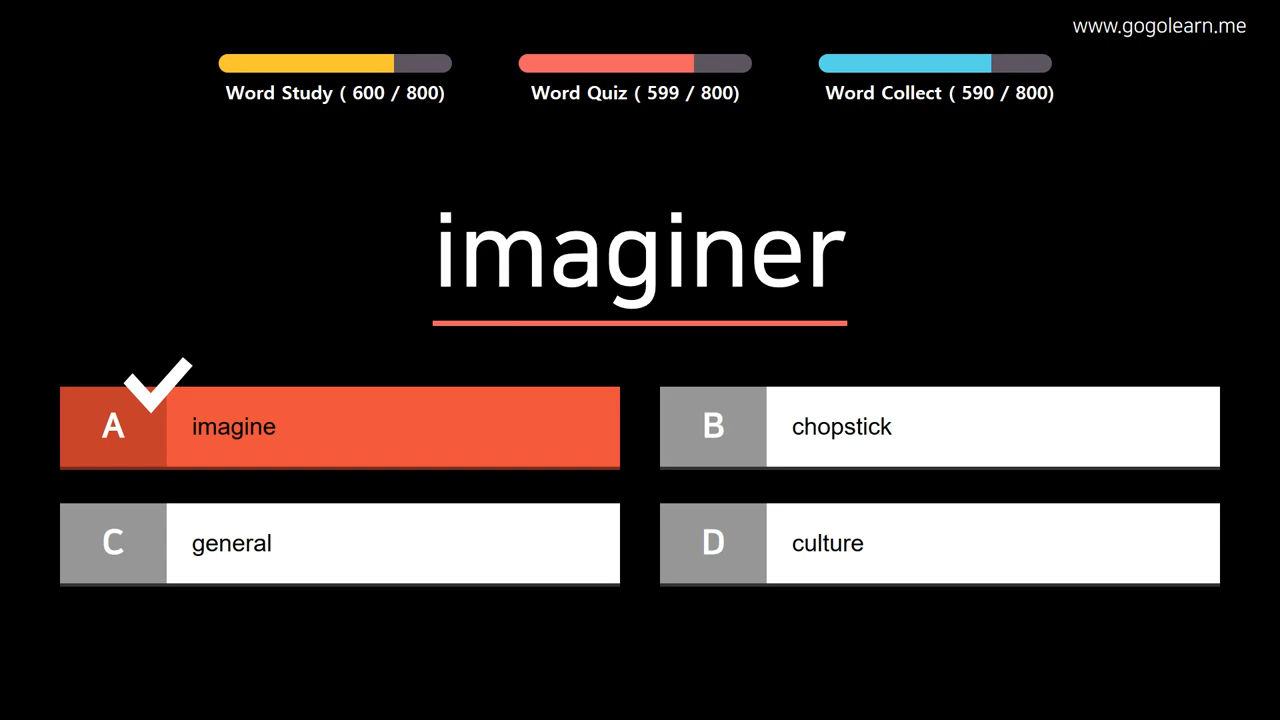 www.gogolearn.me
Word Study ( 600 / 800)
Word Quiz ( 599 / 800)
Word Collect ( 590 / 800)
imaginer
A imagine
B chopstick
C general
D culture